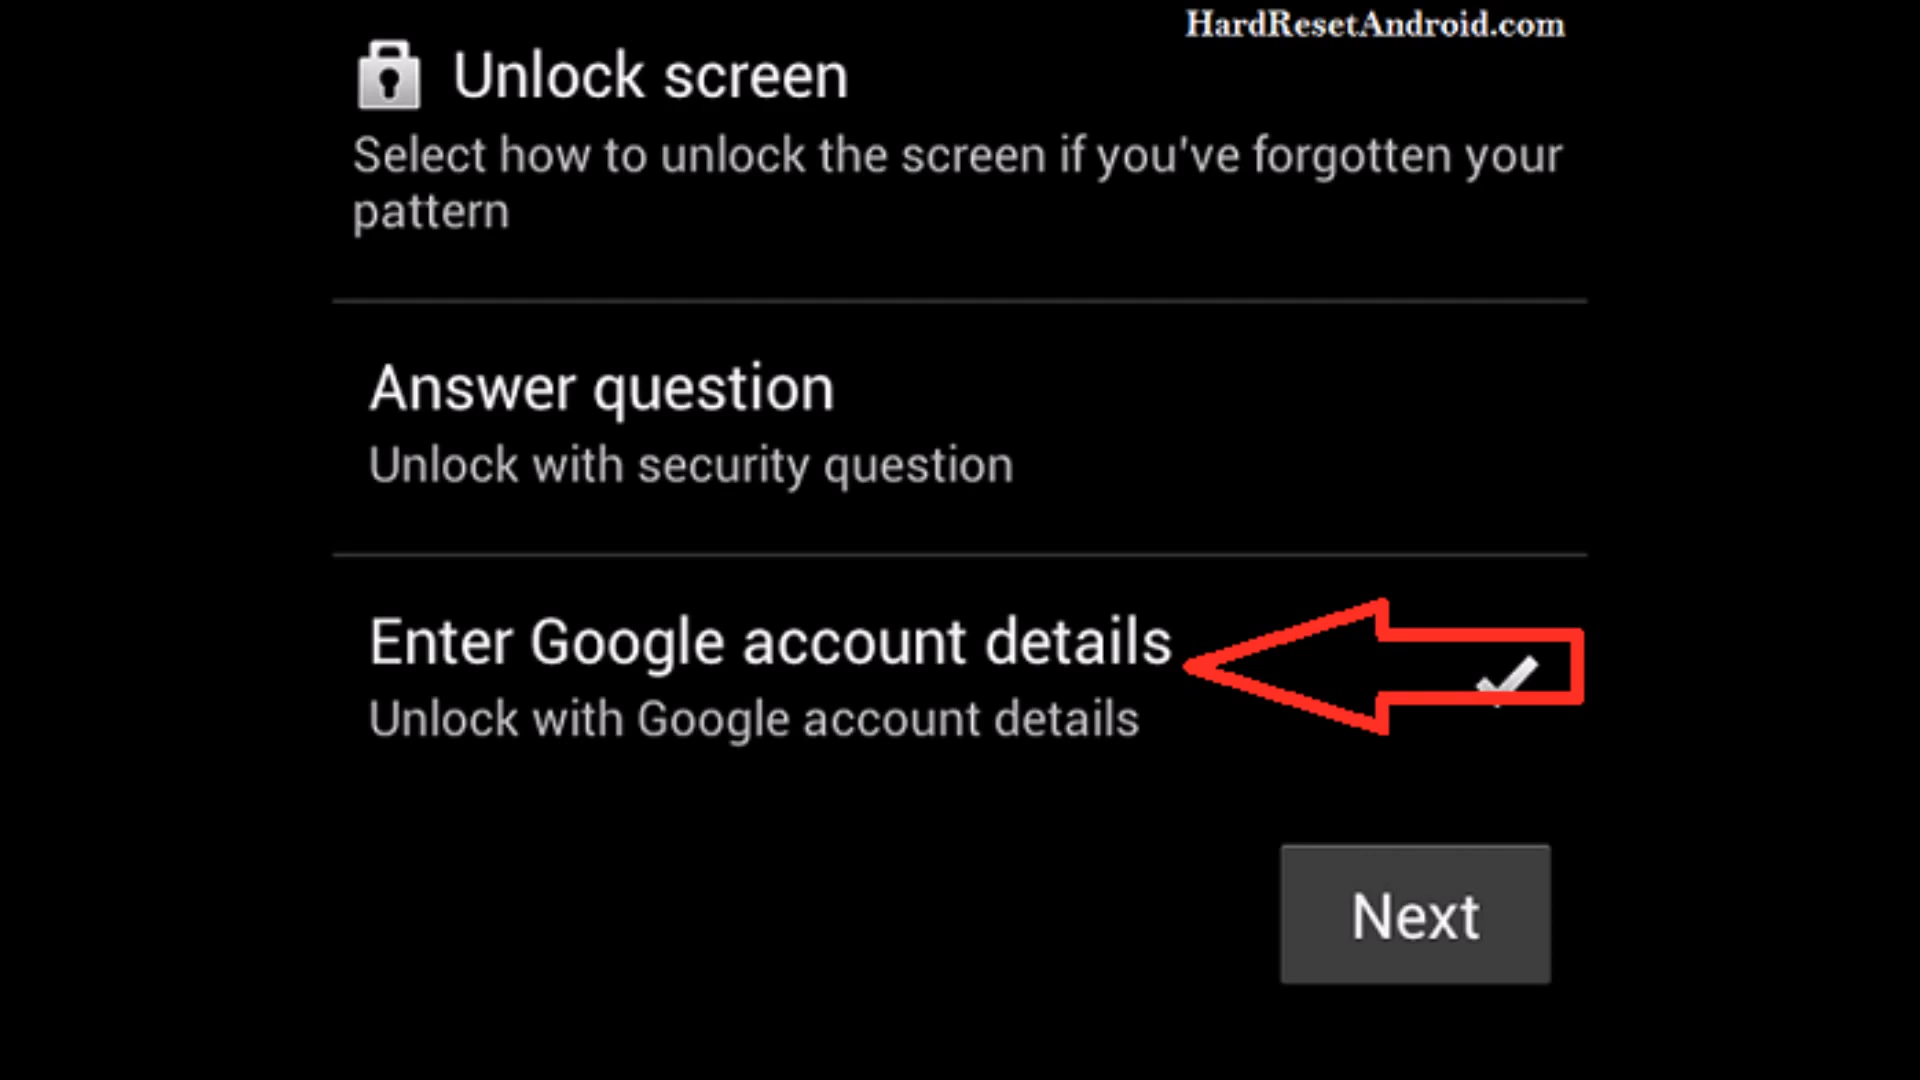 HardResetAndroid.com
Unlock screen
Select how to unlock the screen if you've forgotten your
pattern
Answer question
Unlock with security question
Enter Google account details
Unlock with Google account details
Next